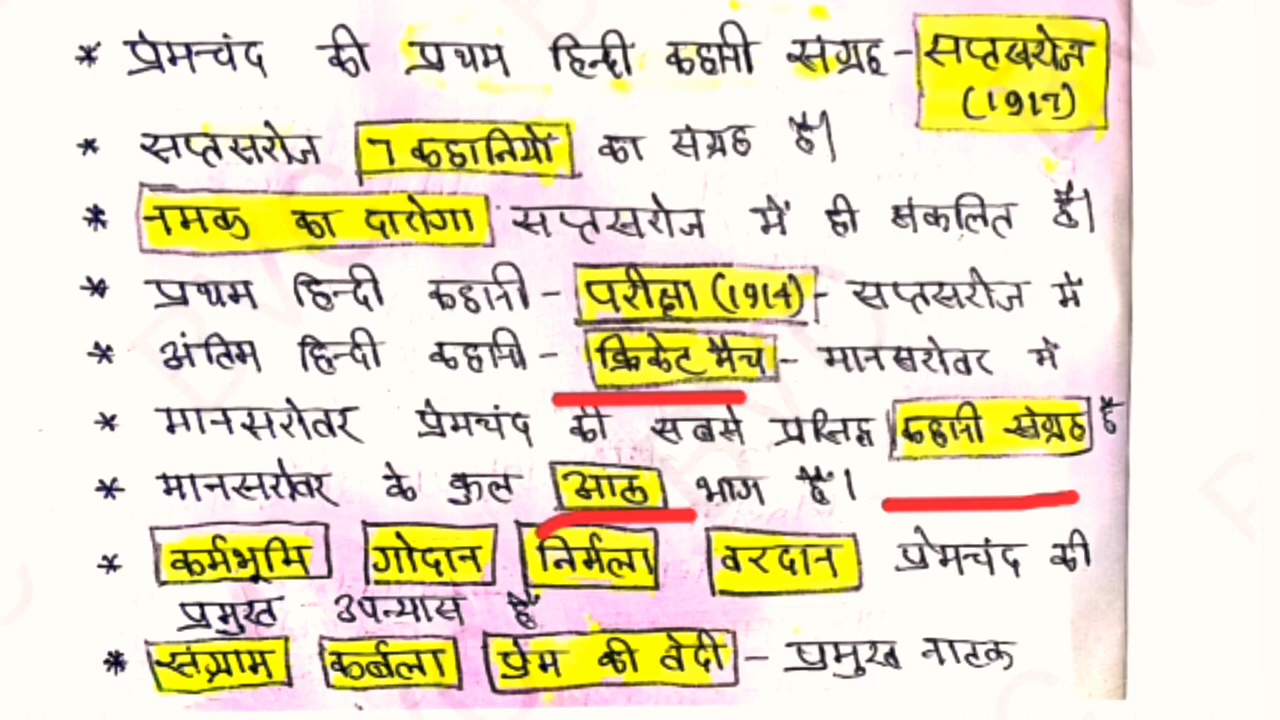 * प्रेमचंद की प्रथम हिन्दी कहानी संग्रह - सप्तसरोज
(1917)
* सप्तसरोज 7 कहानियों का संग्रह है।
* नमक का दारोगा सप्तसरोज में ही संकलित है।
* प्रथम हिन्दी कहानी - परीक्षा (1914) - सप्तसरोज में
* अंतिम हिन्दी कहानी - क्रिकेट मैच - मानसरोवर में
* मानसरोवर प्रेमचंद की सबसे प्रसिद्ध कहानी संग्रह है
* मानसरोवर के कुल आठ भाग हैं।
* कर्मभूमि गोदान निर्मला वरदान प्रेमचंद की
प्रमुख उपन्यास हैं
* संग्राम कर्बला प्रेम की वेदी - प्रमुख नाटक